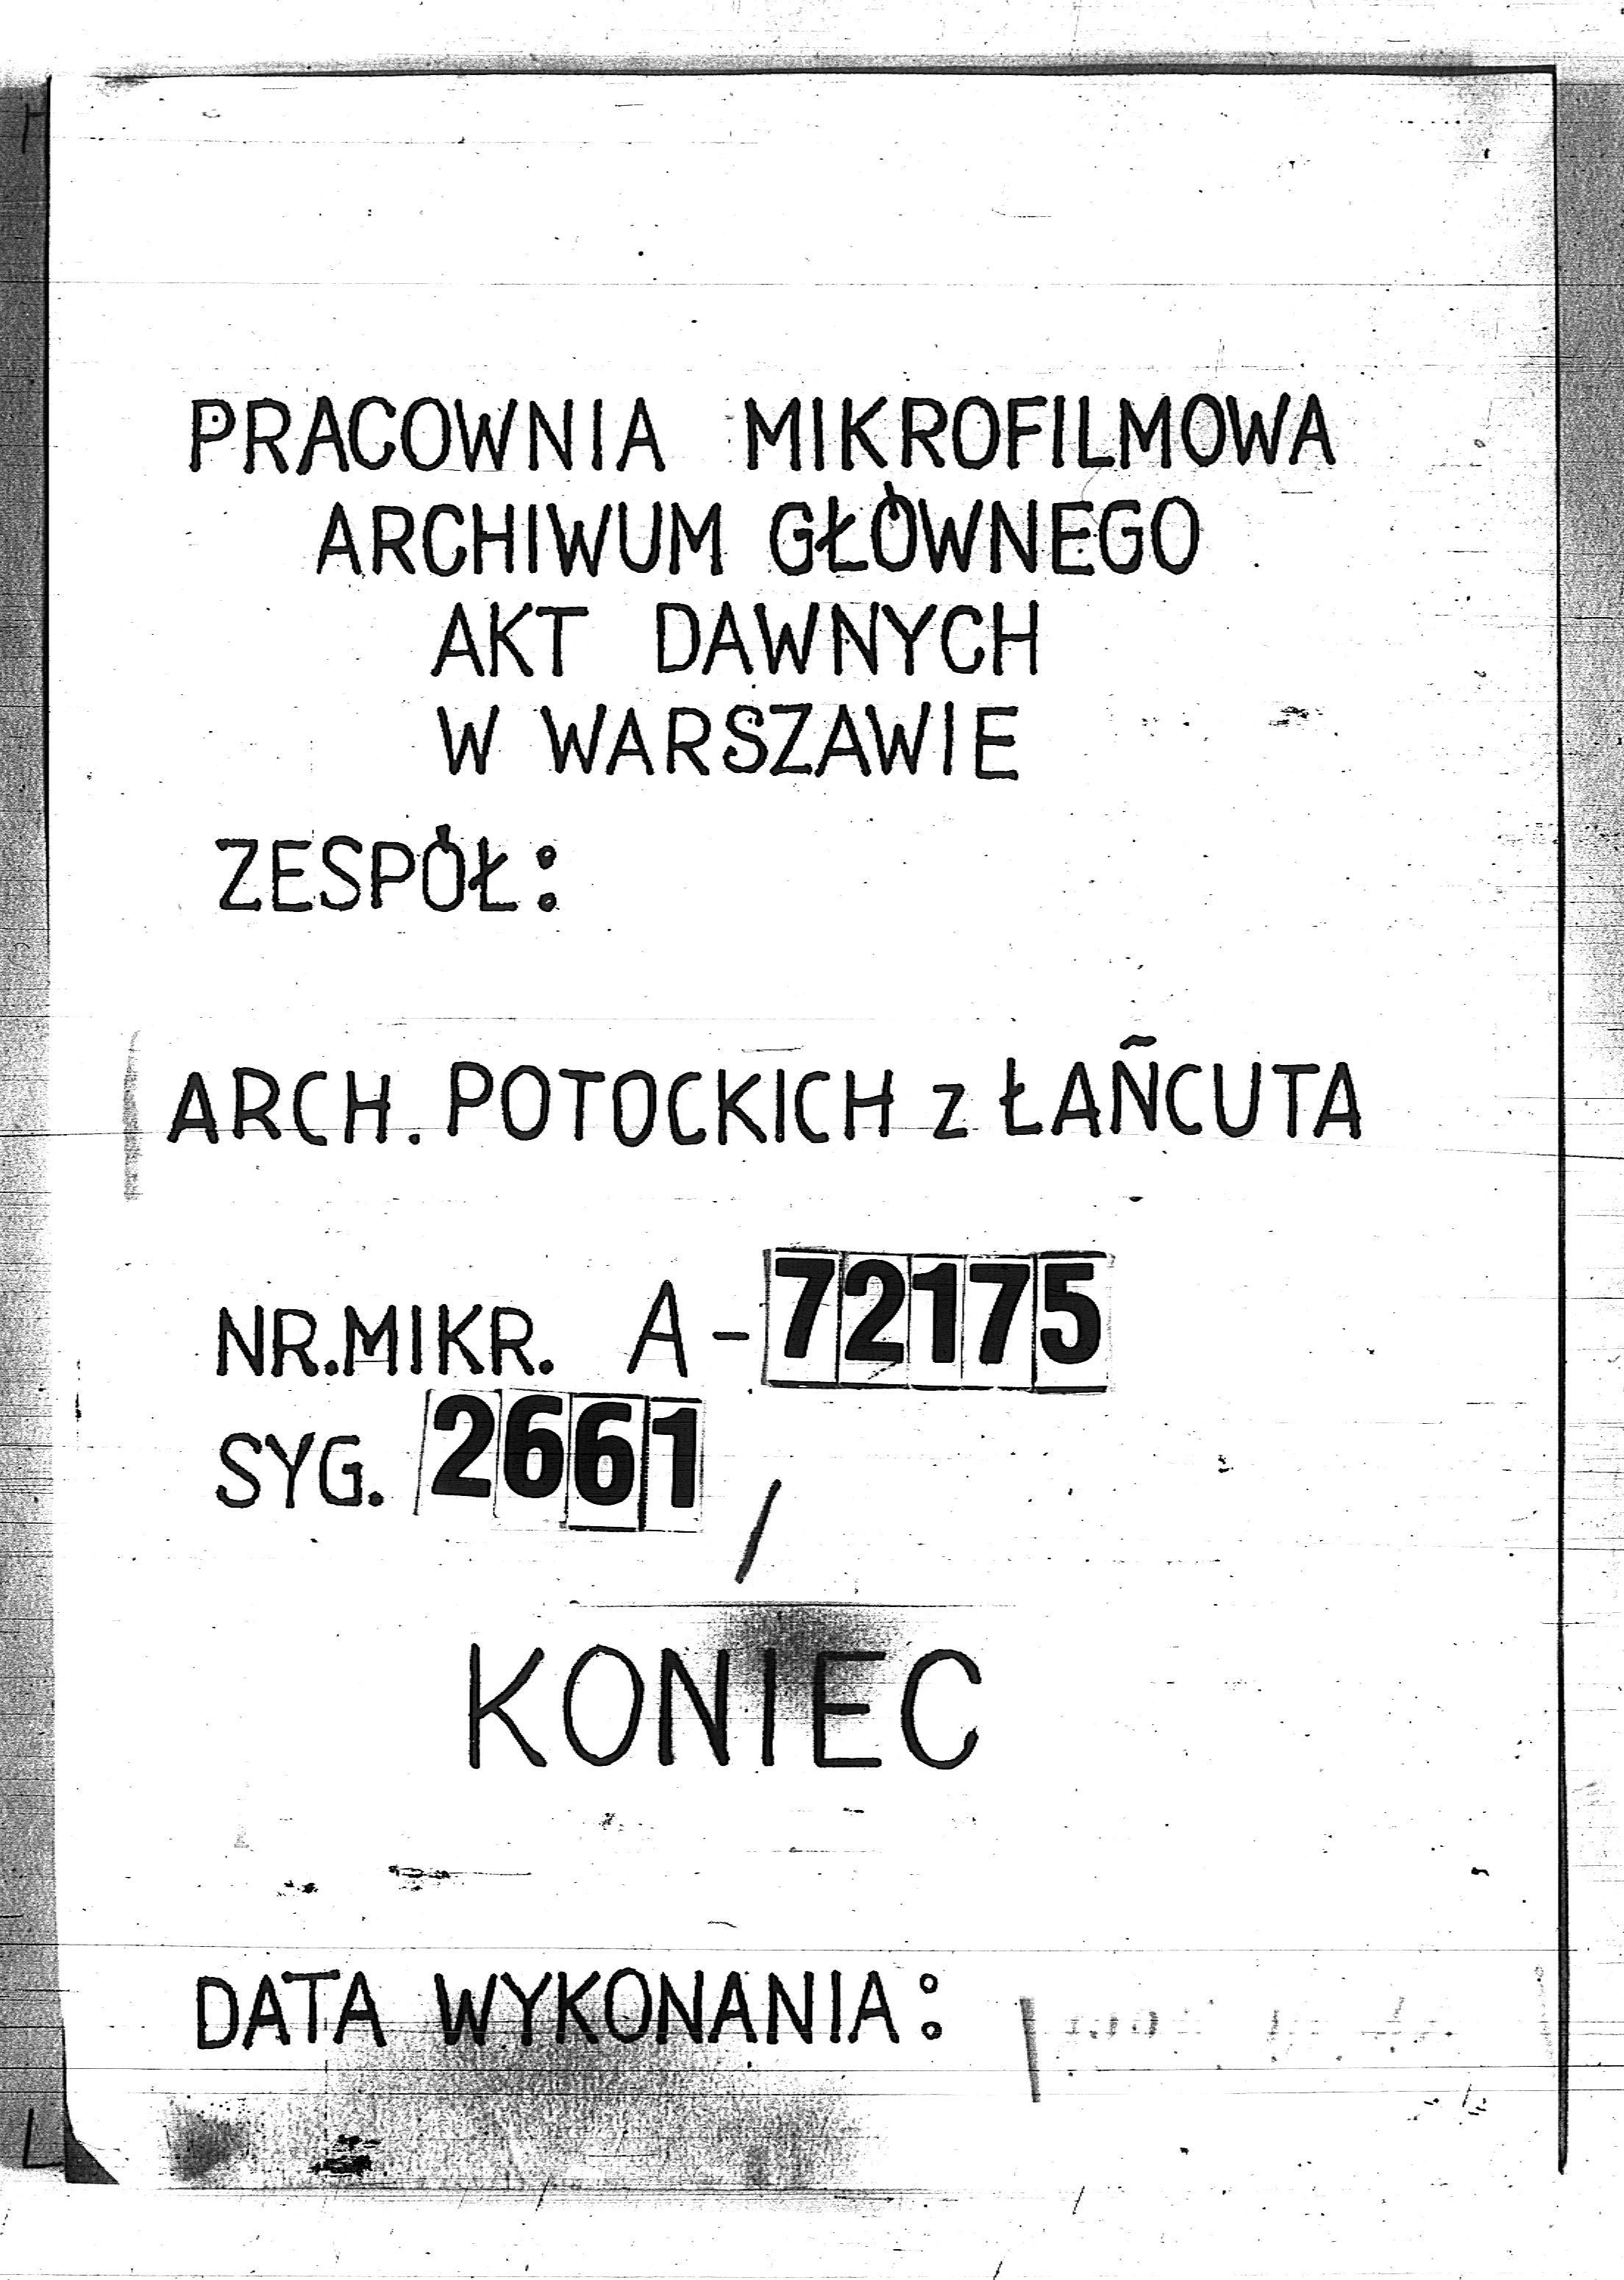 PRACOWNIA MIKROFILMOWA
ARCHIWUM GŁÓWNEGO
AKT DAWNYCH
W WARSZAWIE
ZESPÓŁ:
ARCH. POTOCKICH z ŁAŃCUTA
NR.MIKR. A-72175
SYG. 2661 /
KONIEC
DATA WYKONANIA: